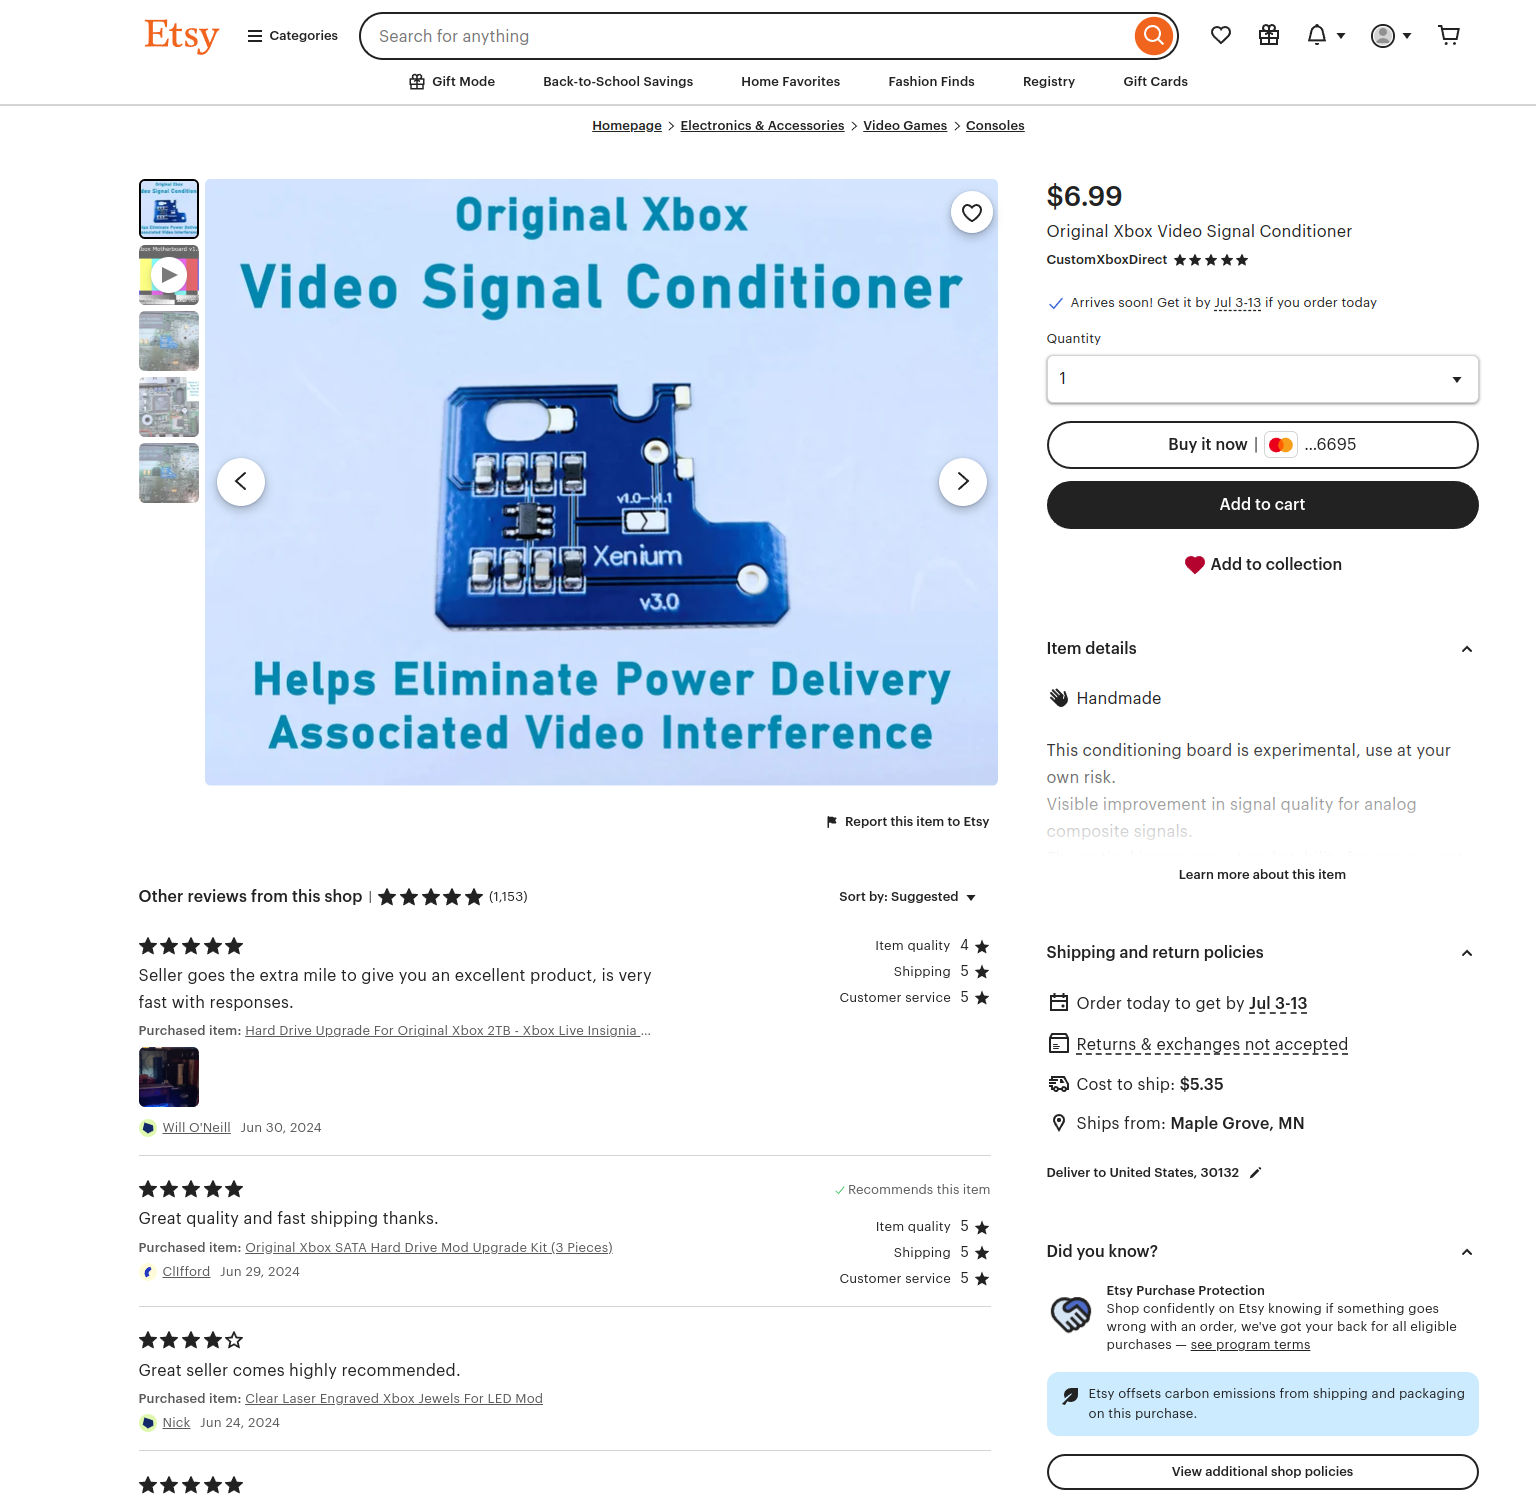 Etsy
Categories
Search for anything
Gift Mode
Back-to-School Savings
Home Favorites
Fashion Finds
Registry
Gift Cards
Homepage
Electronics & Accessories
Video Games
Consoles
Original Xbox
Video Signal Conditioner
v1.0-v1.1
Xenium
v3.0
Helps Eliminate Power Delivery
Associated Video Interference
Report this item to Etsy
$6.99
Original Xbox Video Signal Conditioner
CustomXboxDirect
Arrives soon! Get it by Jul 3-13 if you order today
Quantity
1
Buy it now | ...6695
Add to cart
Add to collection
Item details
Handmade
This conditioning board is experimental, use at your
own risk.
Visible improvement in signal quality for analog
composite signals.
Learn more about this item
Other reviews from this shop | (1,153)
Sort by: Suggested
Seller goes the extra mile to give you an excellent product, is very
fast with responses.
Purchased item: Hard Drive Upgrade For Original Xbox 2TB - Xbox Live Insignia ...
Will O'Neill Jun 30, 2024
Item quality 4
Shipping 5
Customer service 5
Great quality and fast shipping thanks.
Purchased item: Original Xbox SATA Hard Drive Mod Upgrade Kit (3 Pieces)
ClIfford Jun 29, 2024
Recommends this item
Item quality 5
Shipping 5
Customer service 5
Great seller comes highly recommended.
Purchased item: Clear Laser Engraved Xbox Jewels For LED Mod
Nick Jun 24, 2024
Shipping and return policies
Order today to get by Jul 3-13
Returns & exchanges not accepted
Cost to ship: $5.35
Ships from: Maple Grove, MN
Deliver to United States, 30132
Did you know?
Etsy Purchase Protection
Shop confidently on Etsy knowing if something goes
wrong with an order, we've got your back for all eligible
purchases — see program terms
Etsy offsets carbon emissions from shipping and packaging
on this purchase.
View additional shop policies